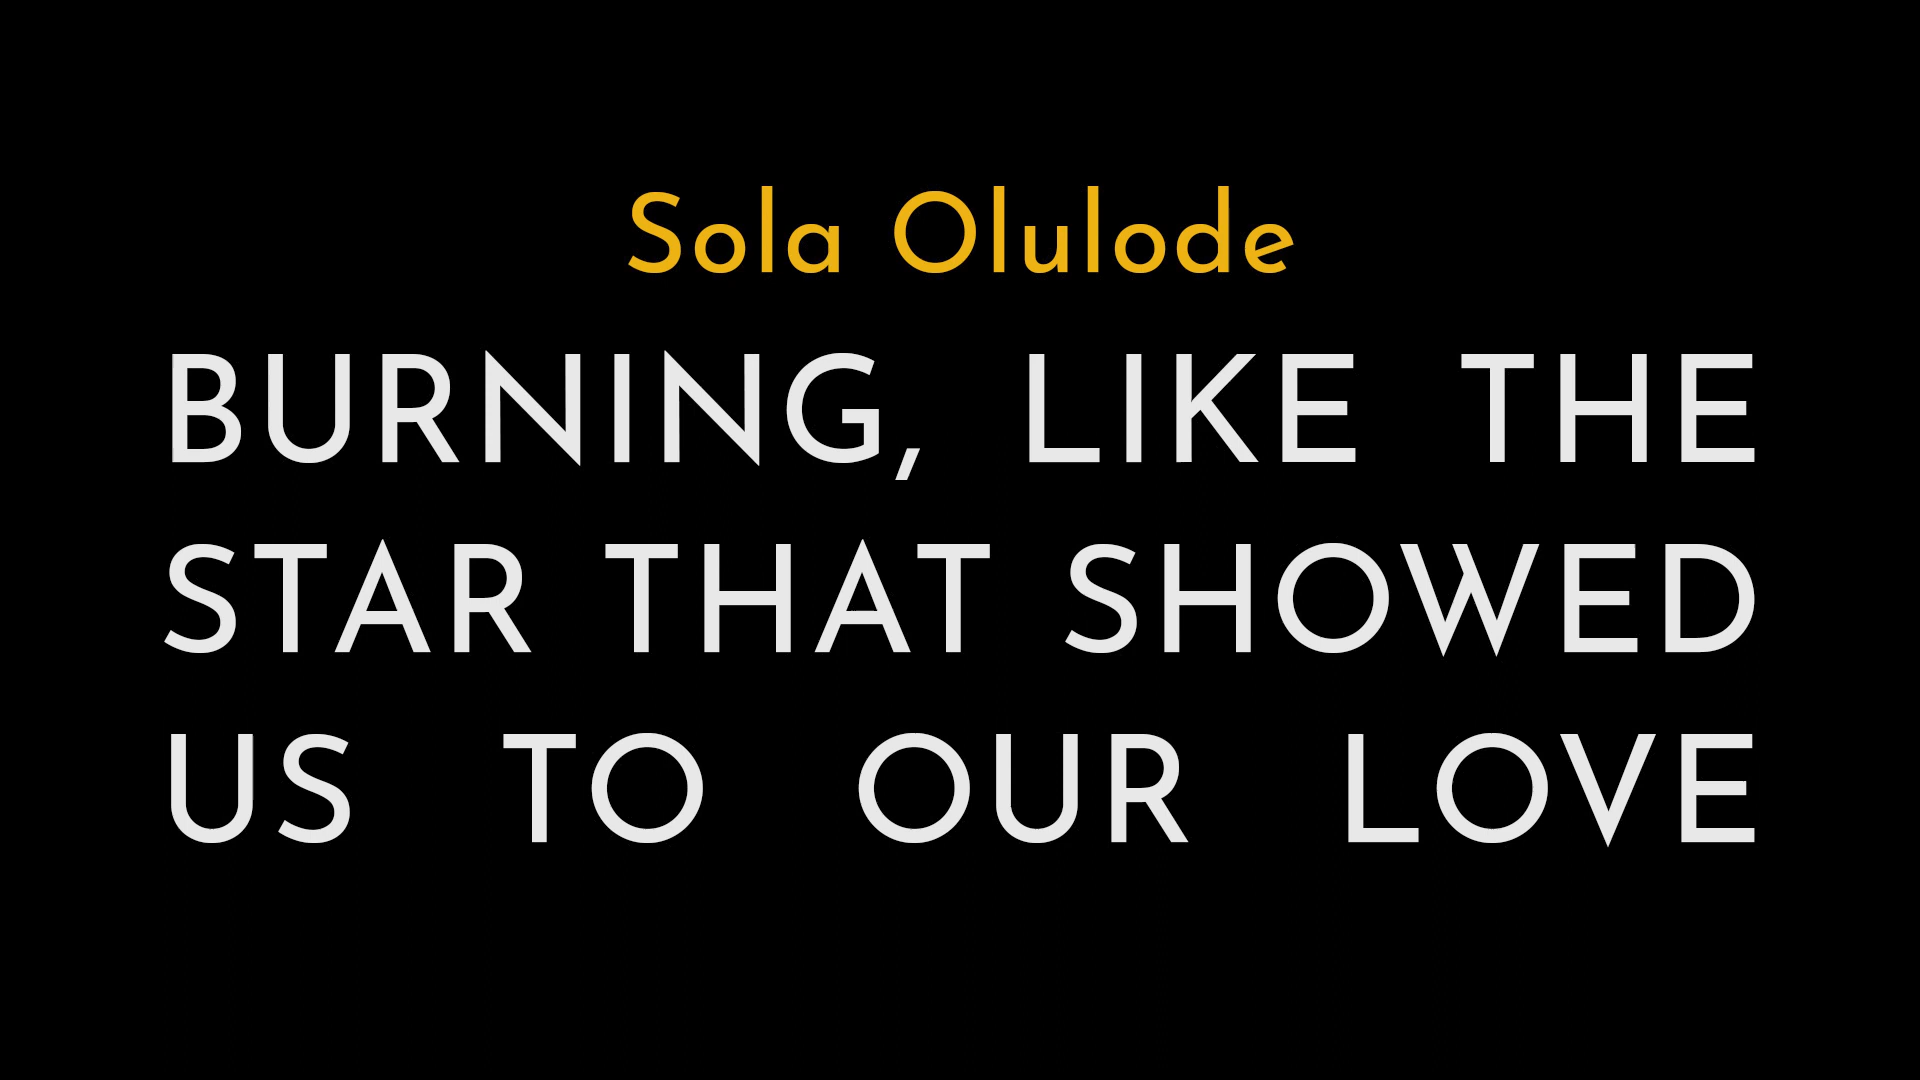 Sola Olulode
BURNING, LIKE THE
STAR THAT SHOWED
US TO OUR LOVE